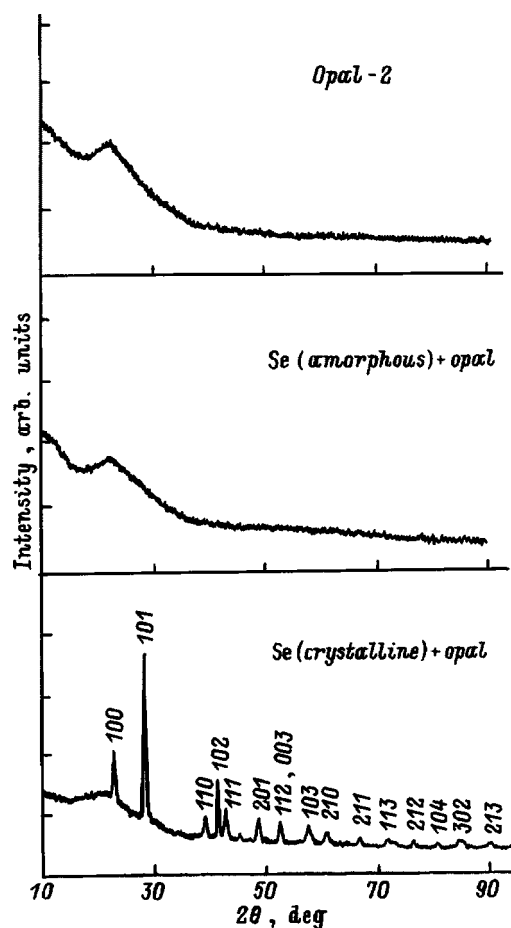 Opal-2
Se (amorphous) + opal
Intensity, arb. units
Se (crystalline) + opal
100
101
110
102
111
201
112, 003
103
210
211
113
212
104
302
213
10 30 50 70 90
2θ, deg